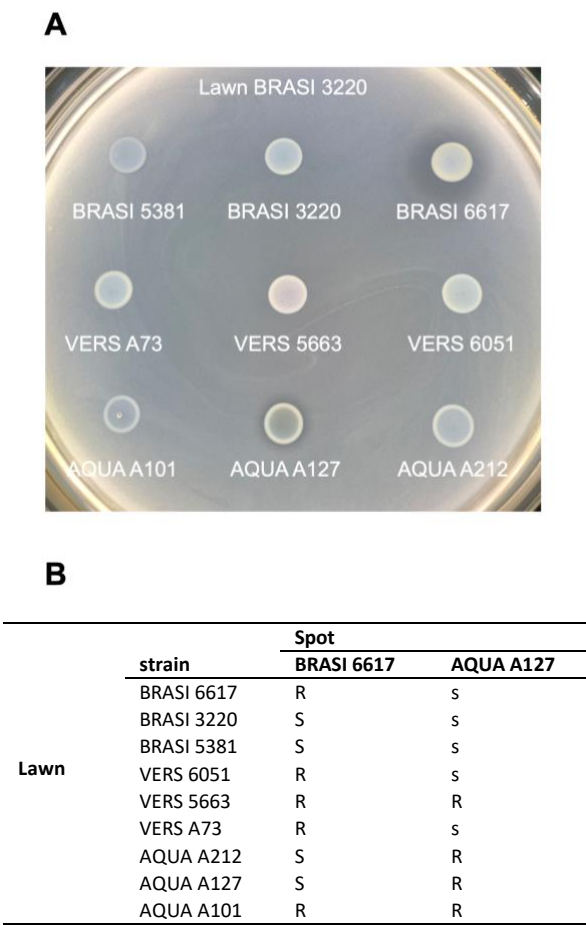 A
Lawn BRASI 3220
BRASI 5381 BRASI 3220 BRASI 6617
VERS A73 VERS 5663 VERS 6051
AQUA A101 AQUA A127 AQUA A212
B
Spot
strain BRASI 6617 AQUA A127
BRASI 6617 R s
BRASI 3220 S s
BRASI 5381 S s
Lawn VERS 6051 R s
VERS 5663 R R
VERS A73 R s
AQUA A212 S R
AQUA A127 S R
AQUA A101 R R